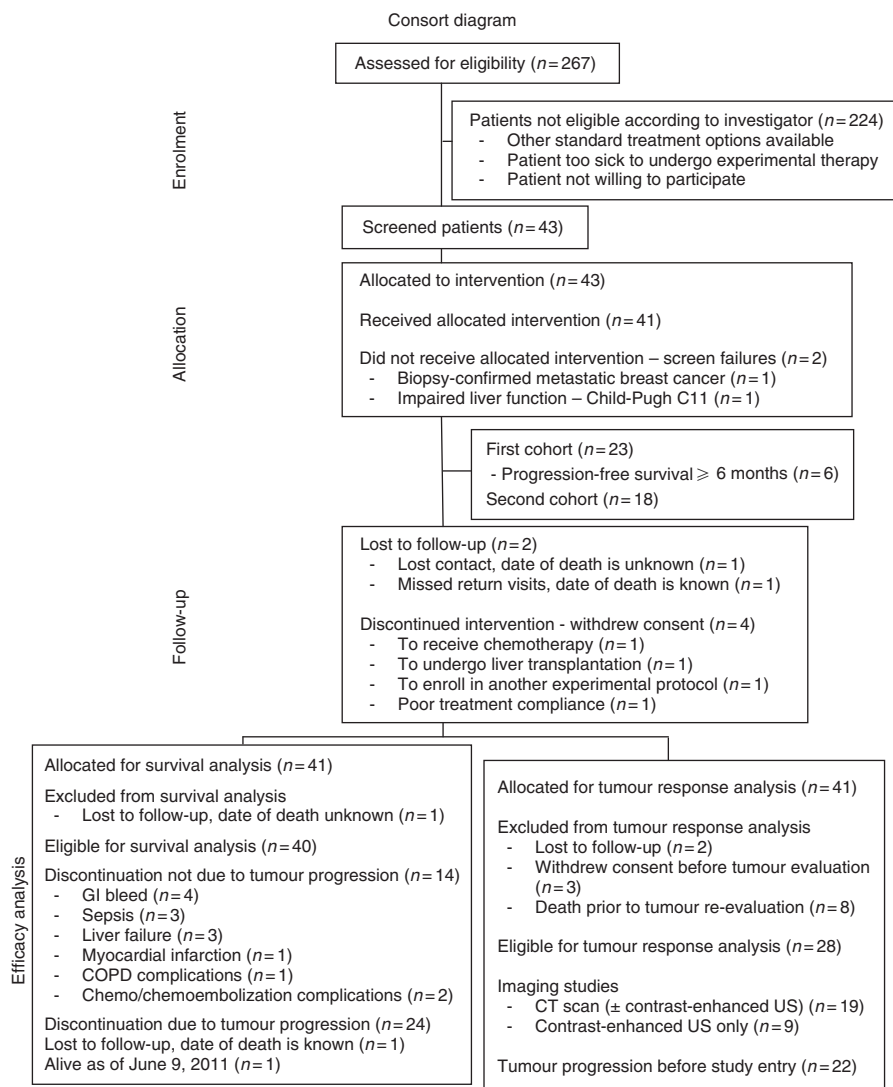 Consort diagram
Assessed for eligibility (n=267)
Enrolment
Patients not eligible according to investigator (n=224)
- Other standard treatment options available
- Patient too sick to undergo experimental therapy
- Patient not willing to participate
Screened patients (n=43)
Allocation
Allocated to intervention (n=43)
Received allocated intervention (n=41)
Did not receive allocated intervention – screen failures (n=2)
- Biopsy-confirmed metastatic breast cancer (n=1)
- Impaired liver function – Child-Pugh C11 (n=1)
First cohort (n=23)
- Progression-free survival ⩾ 6 months (n=6)
Second cohort (n=18)
Follow-up
Lost to follow-up (n=2)
- Lost contact, date of death is unknown (n=1)
- Missed return visits, date of death is known (n=1)
Discontinued intervention - withdrew consent (n=4)
- To receive chemotherapy (n=1)
- To undergo liver transplantation (n=1)
- To enroll in another experimental protocol (n=1)
- Poor treatment compliance (n=1)
Efficacy analysis
Allocated for survival analysis (n=41)
Excluded from survival analysis
- Lost to follow-up, date of death unknown (n=1)
Eligible for survival analysis (n=40)
Discontinuation not due to tumour progression (n=14)
- GI bleed (n=4)
- Sepsis (n=3)
- Liver failure (n=3)
- Myocardial infarction (n=1)
- COPD complications (n=1)
- Chemo/chemoembolization complications (n=2)
Discontinuation due to tumour progression (n=24)
Lost to follow-up, date of death is known (n=1)
Alive as of June 9, 2011 (n=1)
Allocated for tumour response analysis (n=41)
Excluded from tumour response analysis
- Lost to follow-up (n=2)
- Withdrew consent before tumour evaluation
(n=3)
- Death prior to tumour re-evaluation (n=8)
Eligible for tumour response analysis (n=28)
Imaging studies
- CT scan (± contrast-enhanced US) (n=19)
- Contrast-enhanced US only (n=9)
Tumour progression before study entry (n=22)